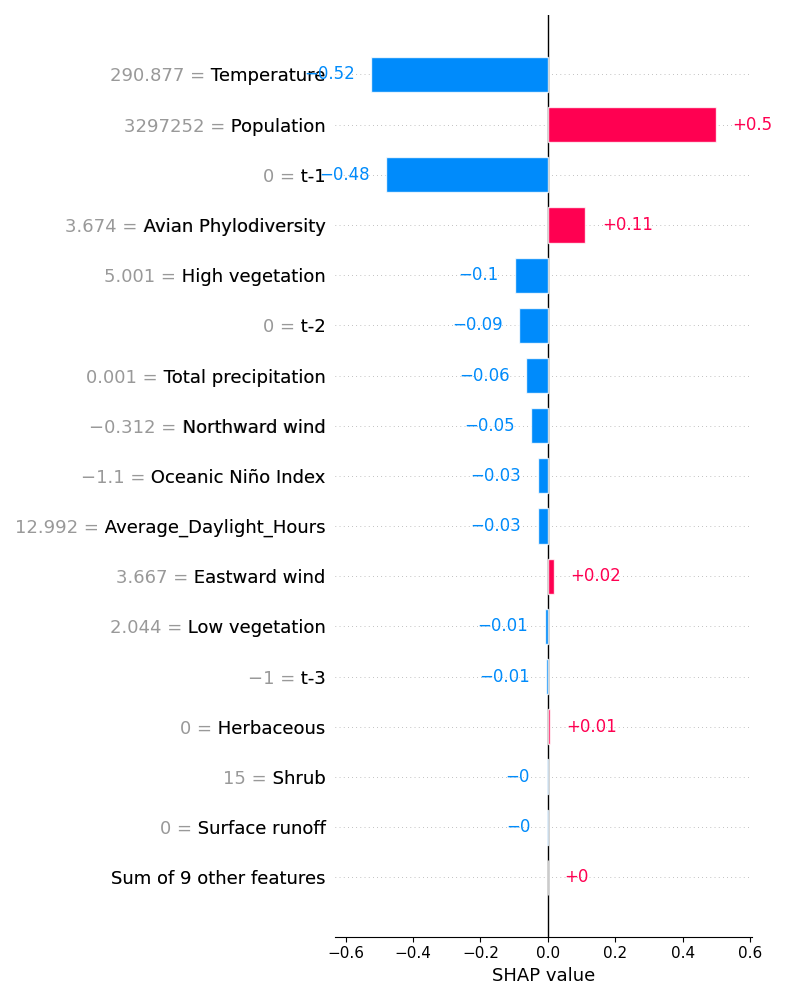 290.877 = Temperature −0.52
3297252 = Population +0.5
0 = t-1 −0.48
3.674 = Avian Phylodiversity +0.11
5.001 = High vegetation −0.1
0 = t-2 −0.09
0.001 = Total precipitation −0.06
−0.312 = Northward wind −0.05
−1.1 = Oceanic Niño Index −0.03
12.992 = Average_Daylight_Hours −0.03
3.667 = Eastward wind +0.02
2.044 = Low vegetation −0.01
−1 = t-3 −0.01
0 = Herbaceous +0.01
15 = Shrub −0
0 = Surface runoff −0
Sum of 9 other features +0
−0.6 −0.4 −0.2 0.0 0.2 0.4 0.6
SHAP value